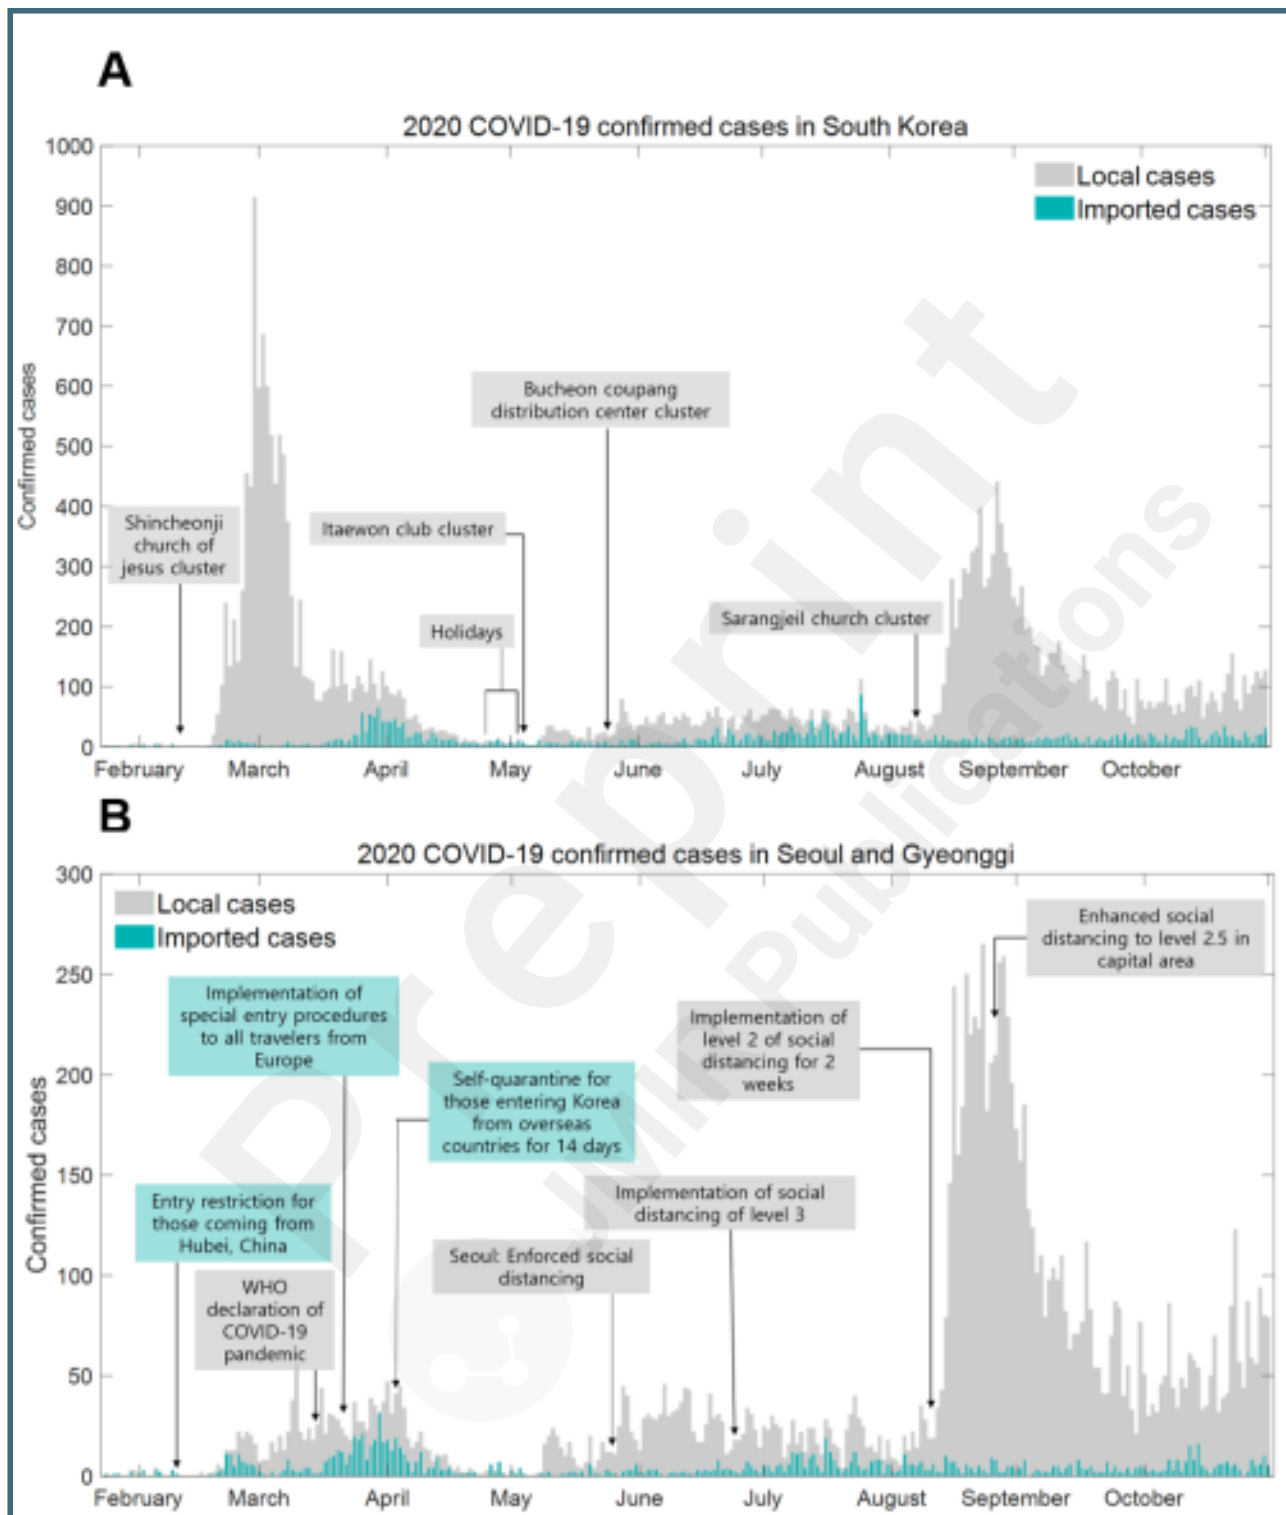 A
2020 COVID-19 confirmed cases in South Korea
1000
900
800
700
600
500
400
300
200
100
0
Confirmed cases
Local cases
Imported cases
Shincheonji
church of
jesus cluster
Itaewon club cluster
Holidays
Bucheon coupang
distribution center cluster
Sarangjeil church cluster
February March April May June July August September October
B
2020 COVID-19 confirmed cases in Seoul and Gyeonggi
300
250
200
150
100
50
0
Confirmed cases
Local cases
Imported cases
Implementation of
special entry procedures
to all travelers from
Europe
Entry restriction for
those coming from
Hubei, China
WHO
declaration of
COVID-19
pandemic
Self-quarantine for
those entering Korea
from overseas
countries for 14 days
Seoul: Enforced social
distancing
Implementation of social
distancing of level 3
Implementation of
level 2 of social
distancing for 2
weeks
Enhanced social
distancing to level 2.5 in
capital area
February March April May June July August September October
Preprint
JMIR Publications